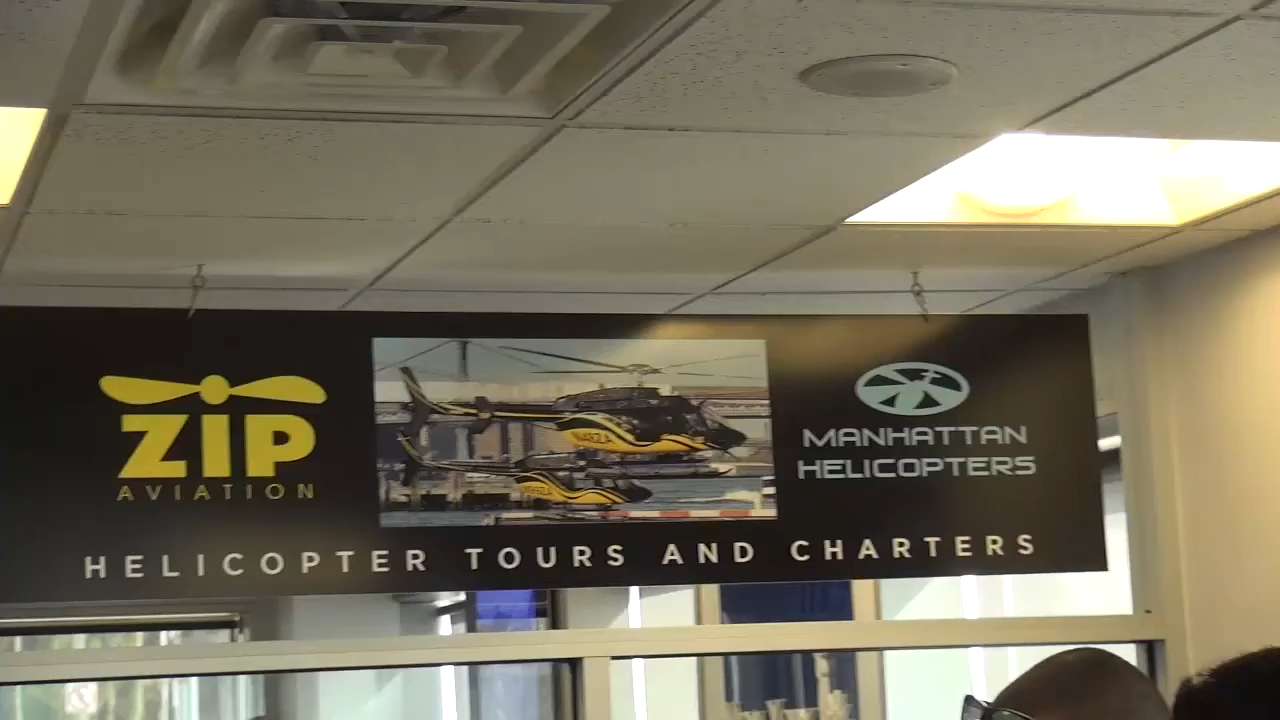 ZIP
AVIATION
MANHATTAN
HELICOPTERS
HELICOPTER TOURS AND CHARTERS